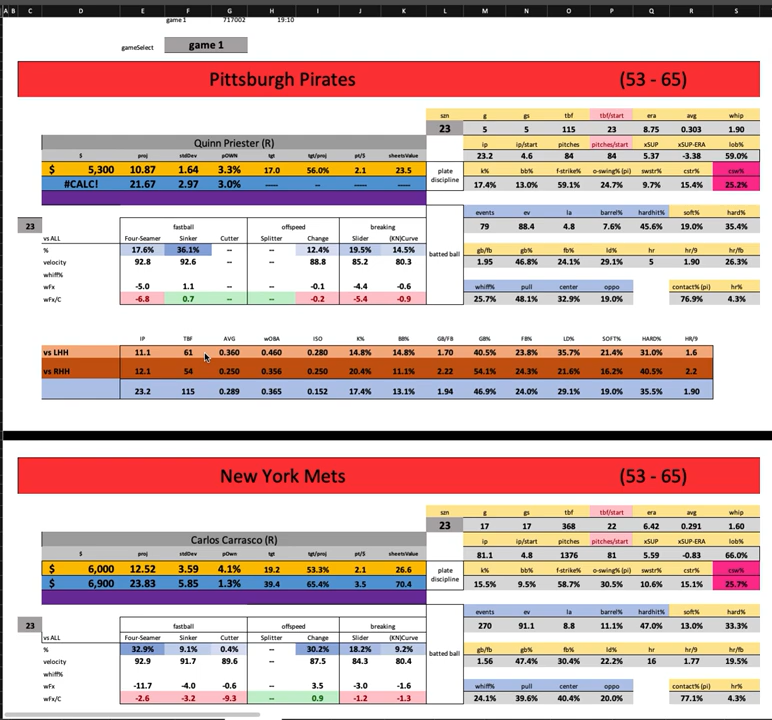 A B C D E F G H I J K L M N O P Q R S
game 1 717002 19:10
gameSelect game 1
Pittsburgh Pirates (53 - 65)
szn g gs tbf tbf/start era avg whip
23 5 5 115 23 8.75 0.303 1.90
Quinn Priester (R) ip ip/start pitches pitches/start xSUP xSUP-ERA lob%
$ proj stdDev pOWN tgt tgt/proj pt/$ sheetsValue 23.2 4.6 84 84 5.37 -3.38 59.0%
$ 5,300 10.87 1.64 3.3% 17.0 56.0% 2.1 23.5 plate discipline k% bb% f-strike% o-swing% (pi) swstr% cstr% csw%
#CALC! 21.67 2.97 3.0% ----- -- ----- ----- 17.4% 13.0% 59.1% 24.7% 9.7% 15.4% 25.2%
events ev la barrel% hardhit% soft% hard%
23 fastball offspeed breaking batted ball 79 88.4 4.8 7.6% 45.6% 19.0% 35.4%
vs ALL Four-Seamer Sinker Cutter Splitter Change Slider (KN)Curve
% 17.6% 36.1% -- -- 12.4% 19.5% 14.5% gb/fb gb% fb% ld% hr hr/9 hr/fb
velocity 92.8 92.6 -- -- 88.8 85.2 80.3 1.95 46.8% 24.1% 29.1% 5 1.90 26.3%
whiff%
wFx -5.0 1.1 -- -- -0.1 -4.4 -0.6 whiff% pull center oppo contact% (pi) hr%
wFx/C -6.8 0.7 -- -- -0.2 -5.4 -0.9 25.7% 48.1% 32.9% 19.0% 76.9% 4.3%
IP TBF AVG wOBA ISO K% BB% GB/FB GB% FB% LD% SOFT% HARD% HR/9
vs LHH 11.1 61 0.360 0.460 0.280 14.8% 14.8% 1.70 40.5% 23.8% 35.7% 21.4% 31.0% 1.6
vs RHH 12.1 54 0.250 0.356 0.250 20.4% 11.1% 2.22 54.1% 24.3% 21.6% 16.2% 40.5% 2.2
23.2 115 0.289 0.365 0.152 17.4% 13.1% 1.94 46.9% 24.0% 29.1% 19.0% 35.5% 1.90
New York Mets (53 - 65)
szn g gs tbf tbf/start era avg whip
23 17 17 368 22 6.42 0.291 1.60
Carlos Carrasco (R) ip ip/start pitches pitches/start xSUP xSUP-ERA lob%
$ proj stdDev pOwn tgt tgt/proj pt/$ sheetsValue 81.1 4.8 1376 81 5.59 -0.83 66.0%
$ 6,000 12.52 3.59 4.1% 19.2 53.3% 2.1 26.6 plate discipline k% bb% f-strike% o-swing% (pi) swstr% cstr% csw%
$ 6,900 23.83 5.85 1.3% 39.4 65.4% 3.5 70.4 15.5% 9.5% 58.7% 30.5% 10.6% 15.1% 25.7%
events ev la barrel% hardhit% soft% hard%
23 fastball offspeed breaking batted ball 270 91.1 8.8 11.1% 47.0% 13.0% 33.3%
vs ALL Four-Seamer Sinker Cutter Splitter Change Slider (KN)Curve
% 32.9% 9.1% 0.4% -- 30.2% 18.2% 9.2% gb/fb gb% fb% ld% hr hr/9 hr/fb
velocity 92.9 91.7 89.6 -- 87.5 84.3 80.4 1.56 47.4% 30.4% 22.2% 16 1.77 19.5%
whiff%
wFx -11.7 -4.0 -0.6 -- 3.5 -3.0 -1.6 whiff% pull center oppo contact% (pi) hr%
wFx/C -2.6 -3.2 -9.3 -- 0.9 -1.2 -1.3 24.1% 39.6% 40.4% 20.0% 77.1% 4.3%